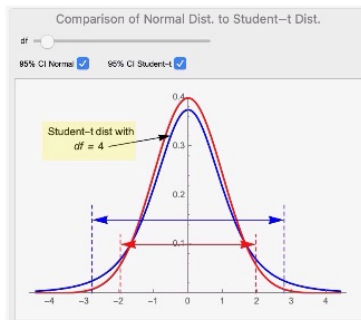 Comparison of Normal Dist. to Student-t Dist.
df
95% CI Normal
95% CI Student-t
0.4
Student-t dist with
df = 4
0.3
0.2
0.1
-4 -3 -2 -1 0 1 2 3 4